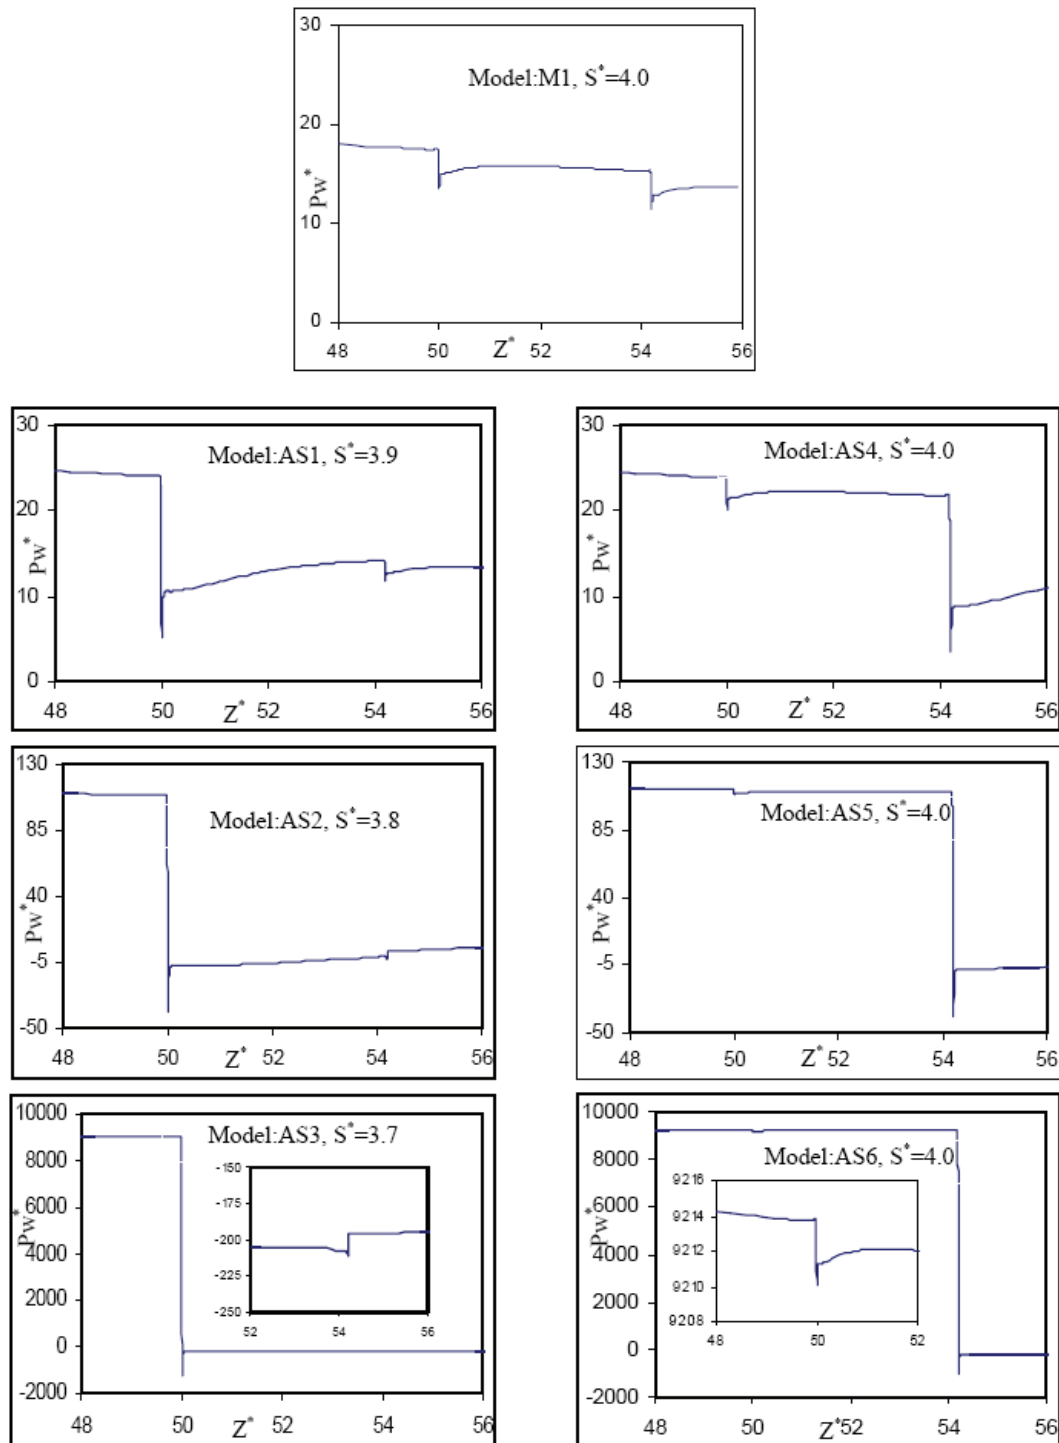 30
Model:M1, S*=4.0
20
Pw*
10
0
48 50 Z* 52 54 56
30
Model:AS1, S*=3.9
20
Pw*
10
0
48 50 Z* 52 54 56
30
Model:AS4, S*=4.0
20
Pw*
10
0
48 50 Z* 52 54 56
130
Model:AS2, S*=3.8
85
40
Pw*
-5
-50
48 50 Z* 52 54 56
130
Model:AS5, S*=4.0
85
40
Pw*
-5
-50
48 50 Z* 52 54 56
10000
Model:AS3, S*=3.7
8000
6000
Pw*
4000
2000
0
-2000
48 50 Z* 52 54 56
-150
-175
-200
-225
-250
52 54 56
10000
Model:AS6, S*=4.0
8000
6000
Pw*
4000
2000
0
-2000
48 50 Z* 52 54 56
9216
9214
9212
9210
9208
48 50 52